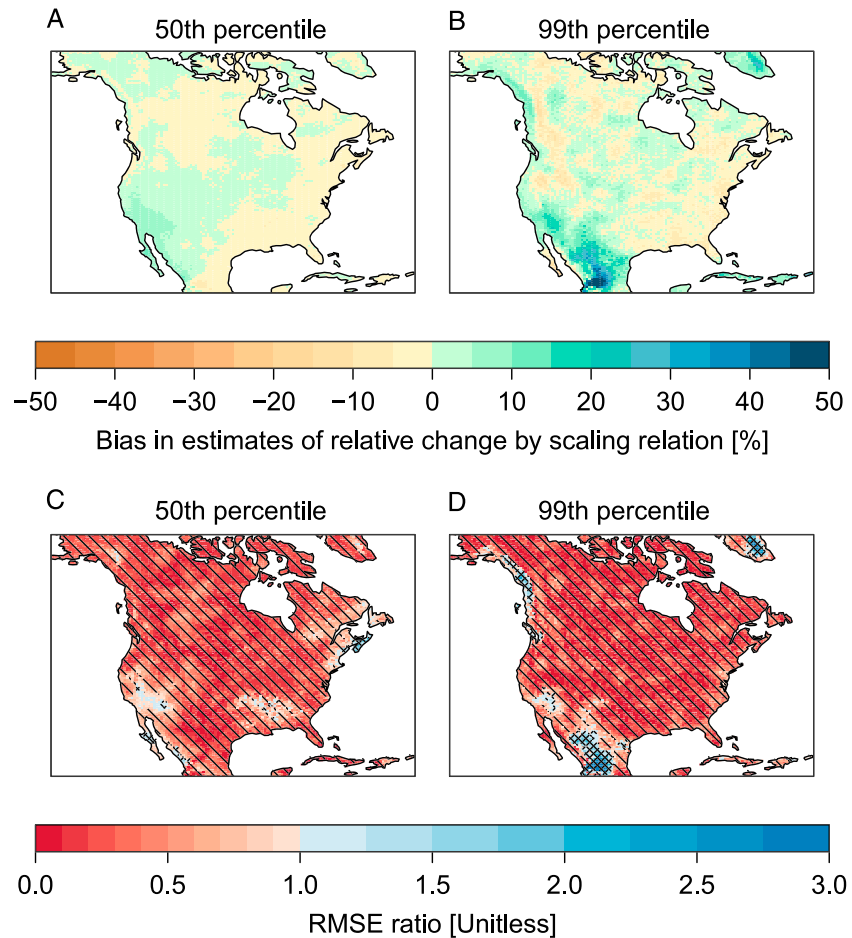 A
50th percentile
B
99th percentile
−50 −40 −30 −20 −10 0 10 20 30 40 50
Bias in estimates of relative change by scaling relation [%]
C
50th percentile
D
99th percentile
0.0 0.5 1.0 1.5 2.0 2.5 3.0
RMSE ratio [Unitless]